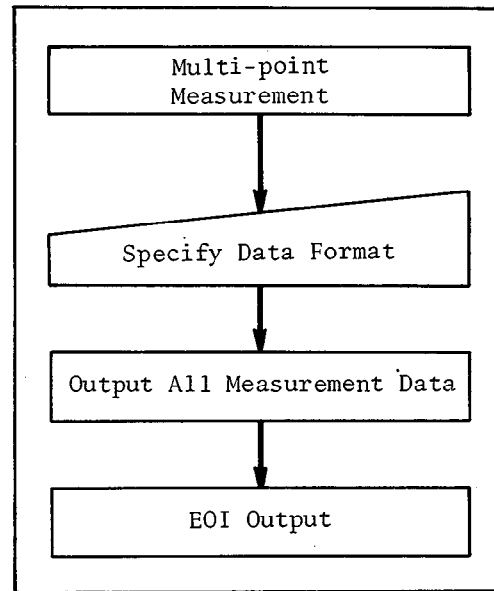 Multi-point
Measurement
Specify Data Format
Output All Measurement Data
EOI Output